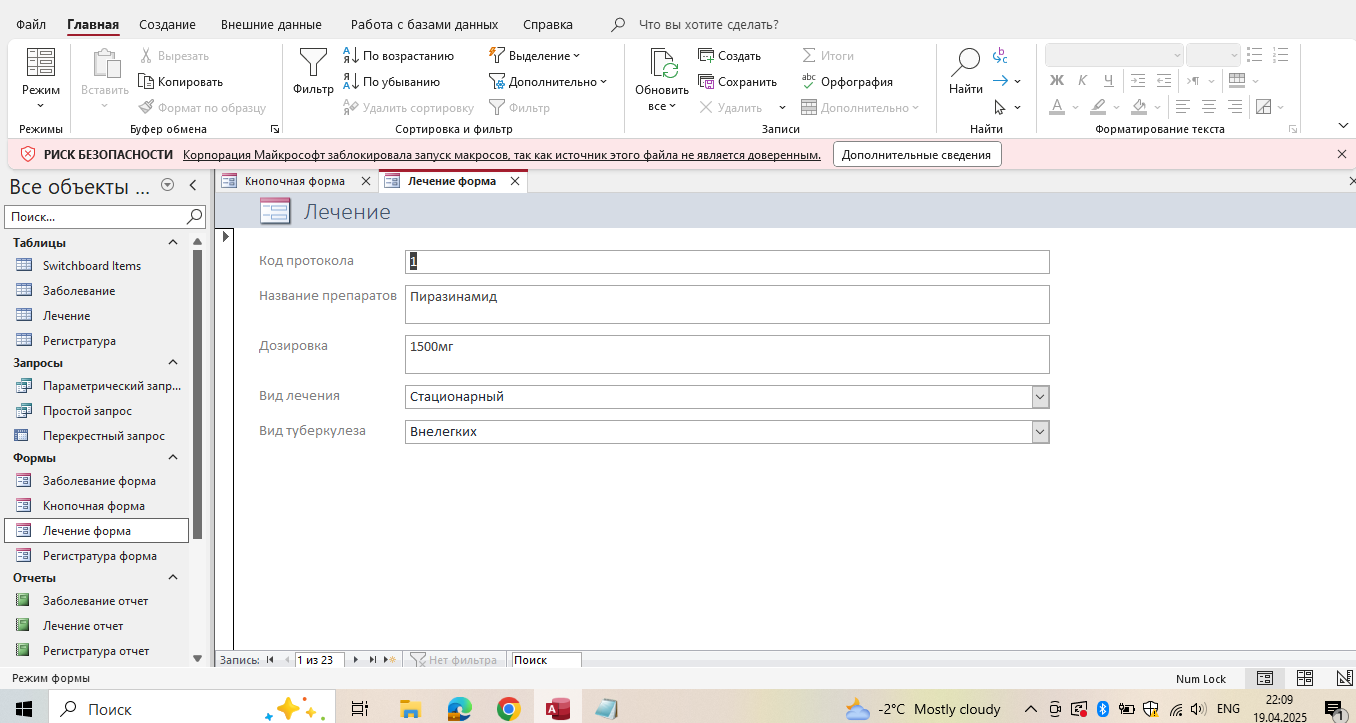 Файл Главная Создание Внешние данные Работа с базами данных Справка Что вы хотите сделать?
Режим
Режимы
Вставить
Вырезать
Копировать
Формат по образцу
Буфер обмена
Фильтр
По возрастанию
По убыванию
Удалить сортировку
Выделение
Дополнительно
Фильтр
Сортировка и фильтр
Обновить
все
Создать
Сохранить
Удалить
Итоги
Орфография
Дополнительно
Записи
Найти
Найти
Ж К Ч
Форматирование текста
РИСК БЕЗОПАСНОСТИ Корпорация Майкрософт заблокировала запуск макросов, так как источник этого файла не является доверенным. Дополнительные сведения
Все объекты ...
Поиск...
Таблицы
Switchboard Items
Заболевание
Лечение
Регистратура
Запросы
Параметрический запр...
Простой запрос
Перекрестный запрос
Формы
Заболевание форма
Кнопочная форма
Лечение форма
Регистратура форма
Отчеты
Заболевание отчет
Лечение отчет
Регистратура отчет
Кнопочная форма Лечение форма
Лечение
Код протокола 1
Название препаратов Пиразинамид
Дозировка 1500мг
Вид лечения Стационарный
Вид туберкулеза Внелегких
Запись: 1 из 23 Нет фильтра Поиск
Режим формы Num Lock
Поиск -2°C Mostly cloudy ENG 22:09
19.04.2025 1